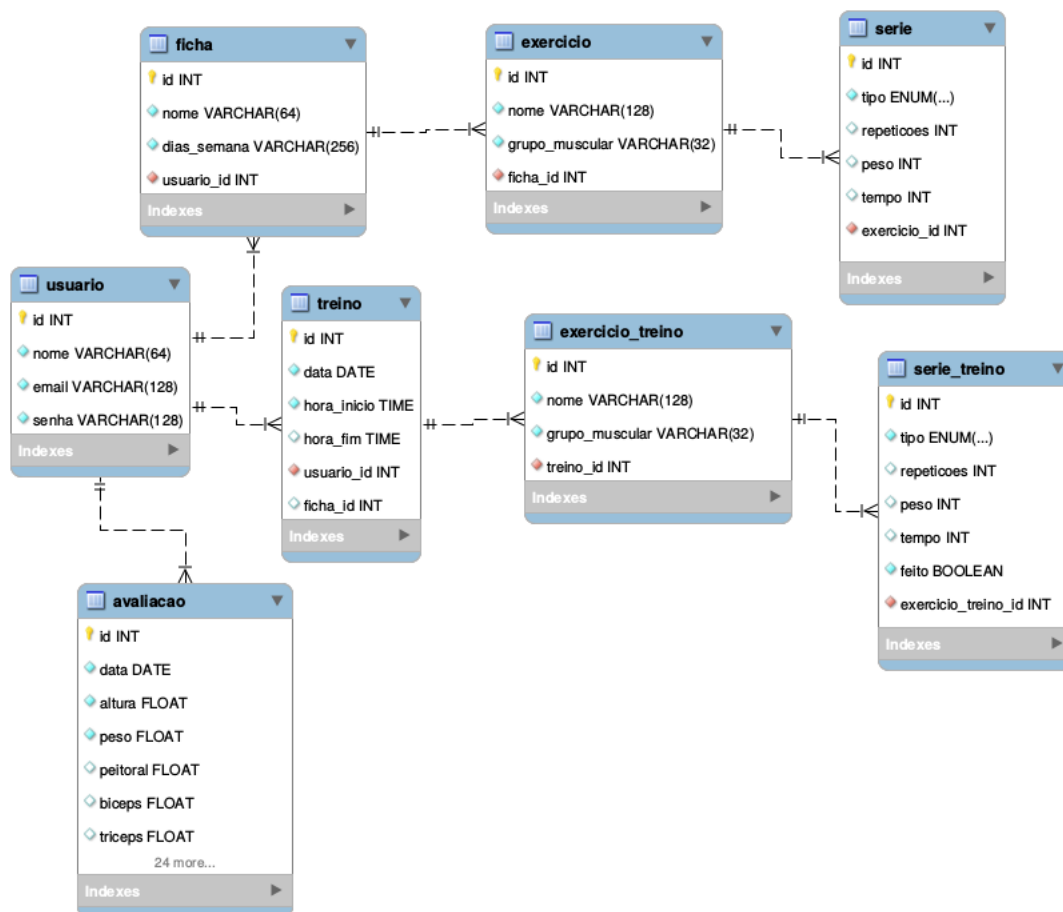 ficha
id INT
nome VARCHAR(64)
dias_semana VARCHAR(256)
usuario_id INT
Indexes
exercicio
id INT
nome VARCHAR(128)
grupo_muscular VARCHAR(32)
ficha_id INT
Indexes
serie
id INT
tipo ENUM(...)
repeticoes INT
peso INT
tempo INT
exercicio_id INT
Indexes
usuario
id INT
nome VARCHAR(64)
email VARCHAR(128)
senha VARCHAR(128)
Indexes
treino
id INT
data DATE
hora_inicio TIME
hora_fim TIME
usuario_id INT
ficha_id INT
Indexes
exercicio_treino
id INT
nome VARCHAR(128)
grupo_muscular VARCHAR(32)
treino_id INT
Indexes
serie_treino
id INT
tipo ENUM(...)
repeticoes INT
peso INT
tempo INT
feito BOOLEAN
exercicio_treino_id INT
Indexes
avaliacao
id INT
data DATE
altura FLOAT
peso FLOAT
peitoral FLOAT
biceps FLOAT
triceps FLOAT
24 more...
Indexes